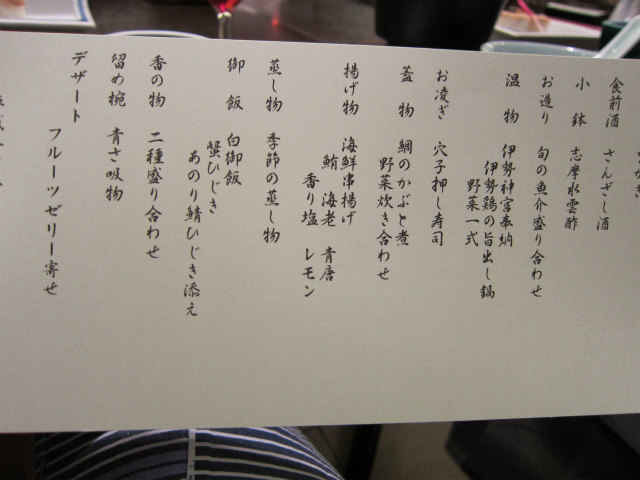 食前酒　さんざし酒
小鉢　志摩水雲酢
お造り　旬の魚介盛り合わせ
温物　伊勢神宮奉納
伊勢鶏の旨出し鍋
野菜一式
お凌ぎ　穴子押し寿司
蓋物　鯛のかぶと煮
野菜炊き合わせ
揚げ物　海鮮串揚げ
鮪　海老　青唐
香り塩　レモン
蒸し物　季節の蒸し物
御飯　白御飯
蟹ひじき
あのり鯖ひじき添え
香の物　二種盛り合わせ
留め椀　青さ吸物
デザート
フルーツゼリー寄せ